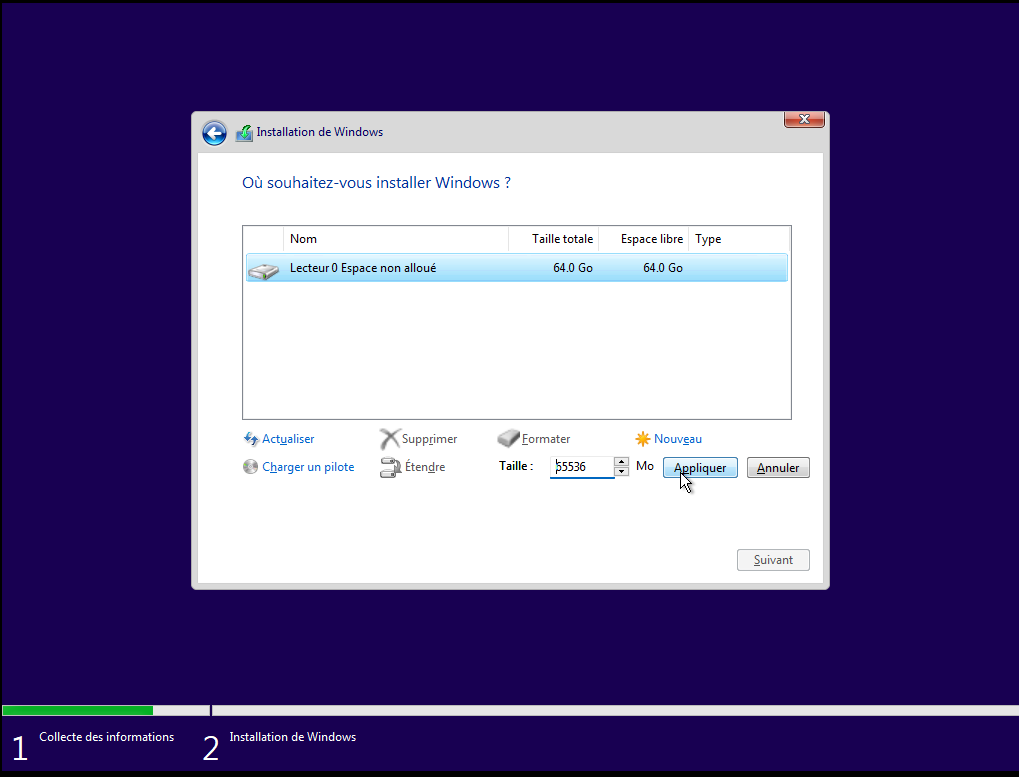 Installation de Windows
Où souhaitez-vous installer Windows ?
Nom Taille totale Espace libre Type
Lecteur 0 Espace non alloué 64.0 Go 64.0 Go
Actualiser Supprimer Formater Nouveau
Charger un pilote Étendre Taille : 65536 Mo Appliquer Annuler
Suivant
1 Collecte des informations 2 Installation de Windows